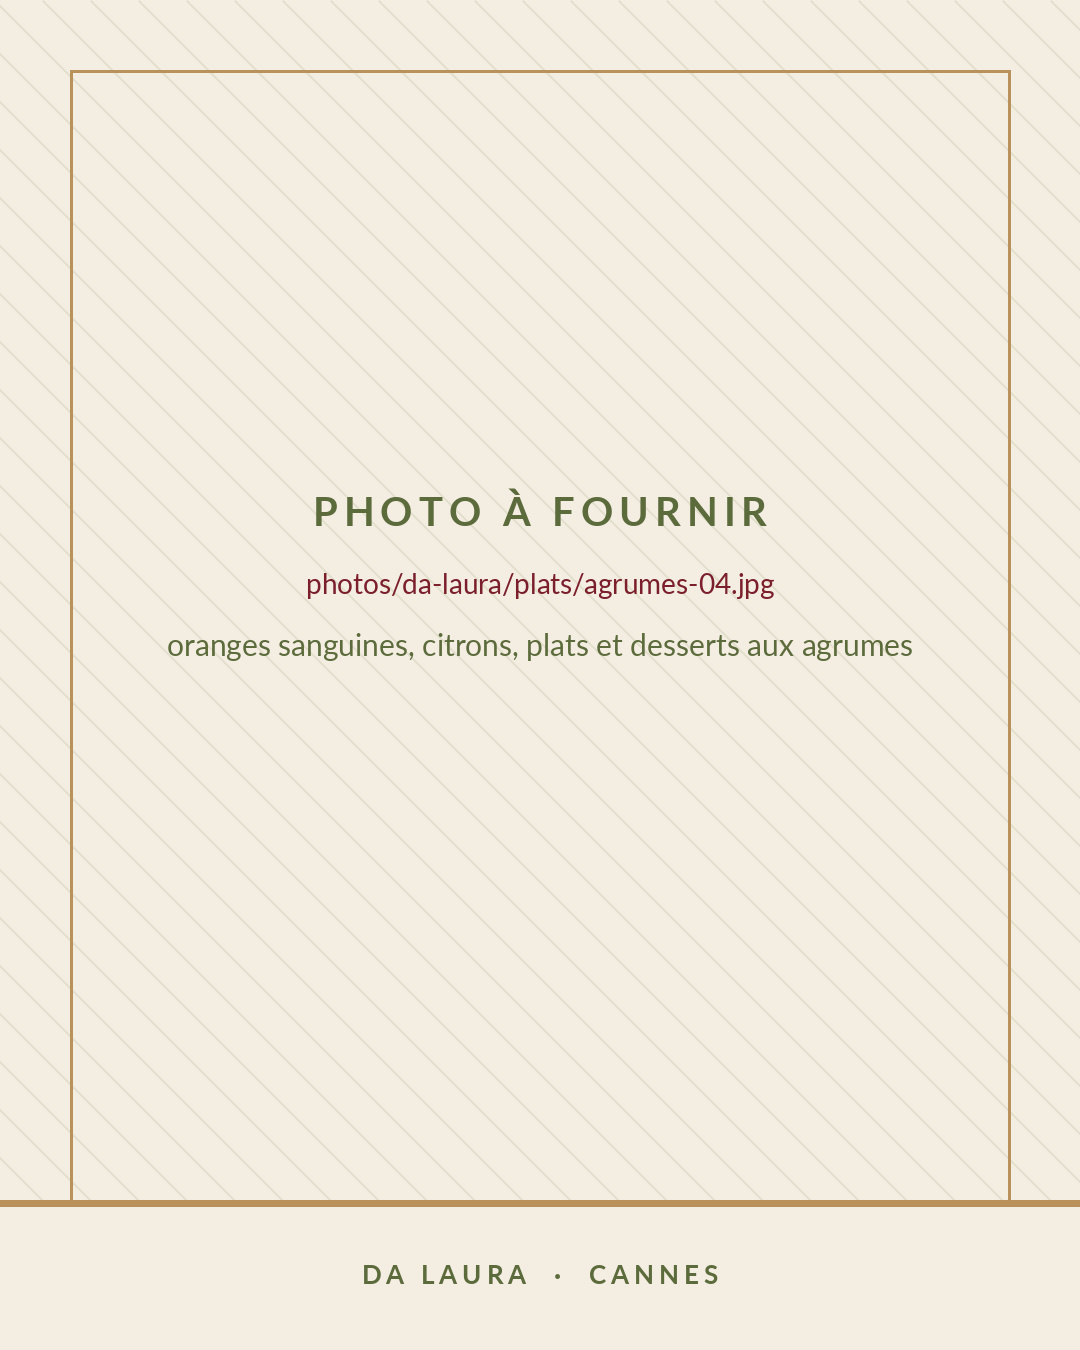 PHOTO À FOURNIR
photos/da-laura/plats/agrumes-04.jpg
oranges sanguines, citrons, plats et desserts aux agrumes
DA LAURA · CANNES